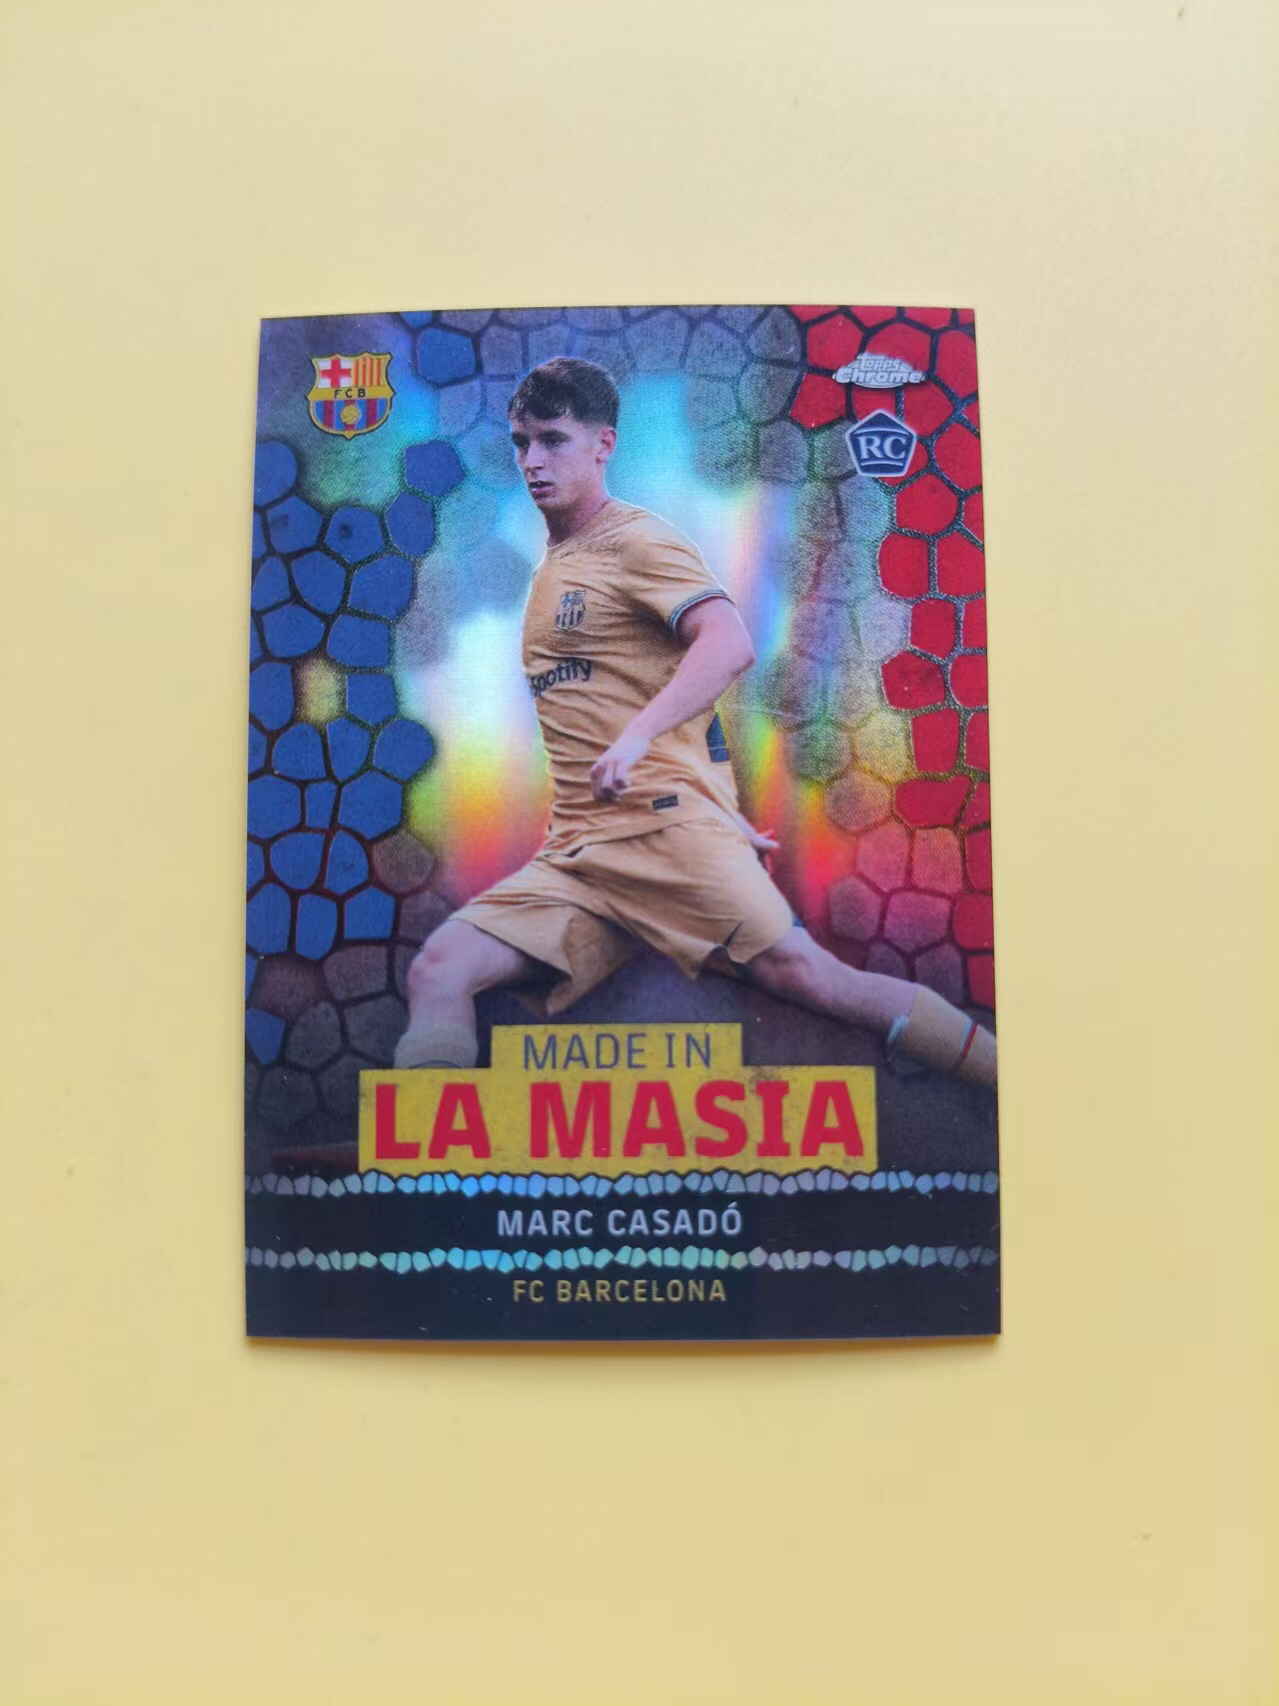 FCB
Topps
Chrome
RC
Spotify
MADE IN
LA MASIA
MARC CASADÓ
FC BARCELONA